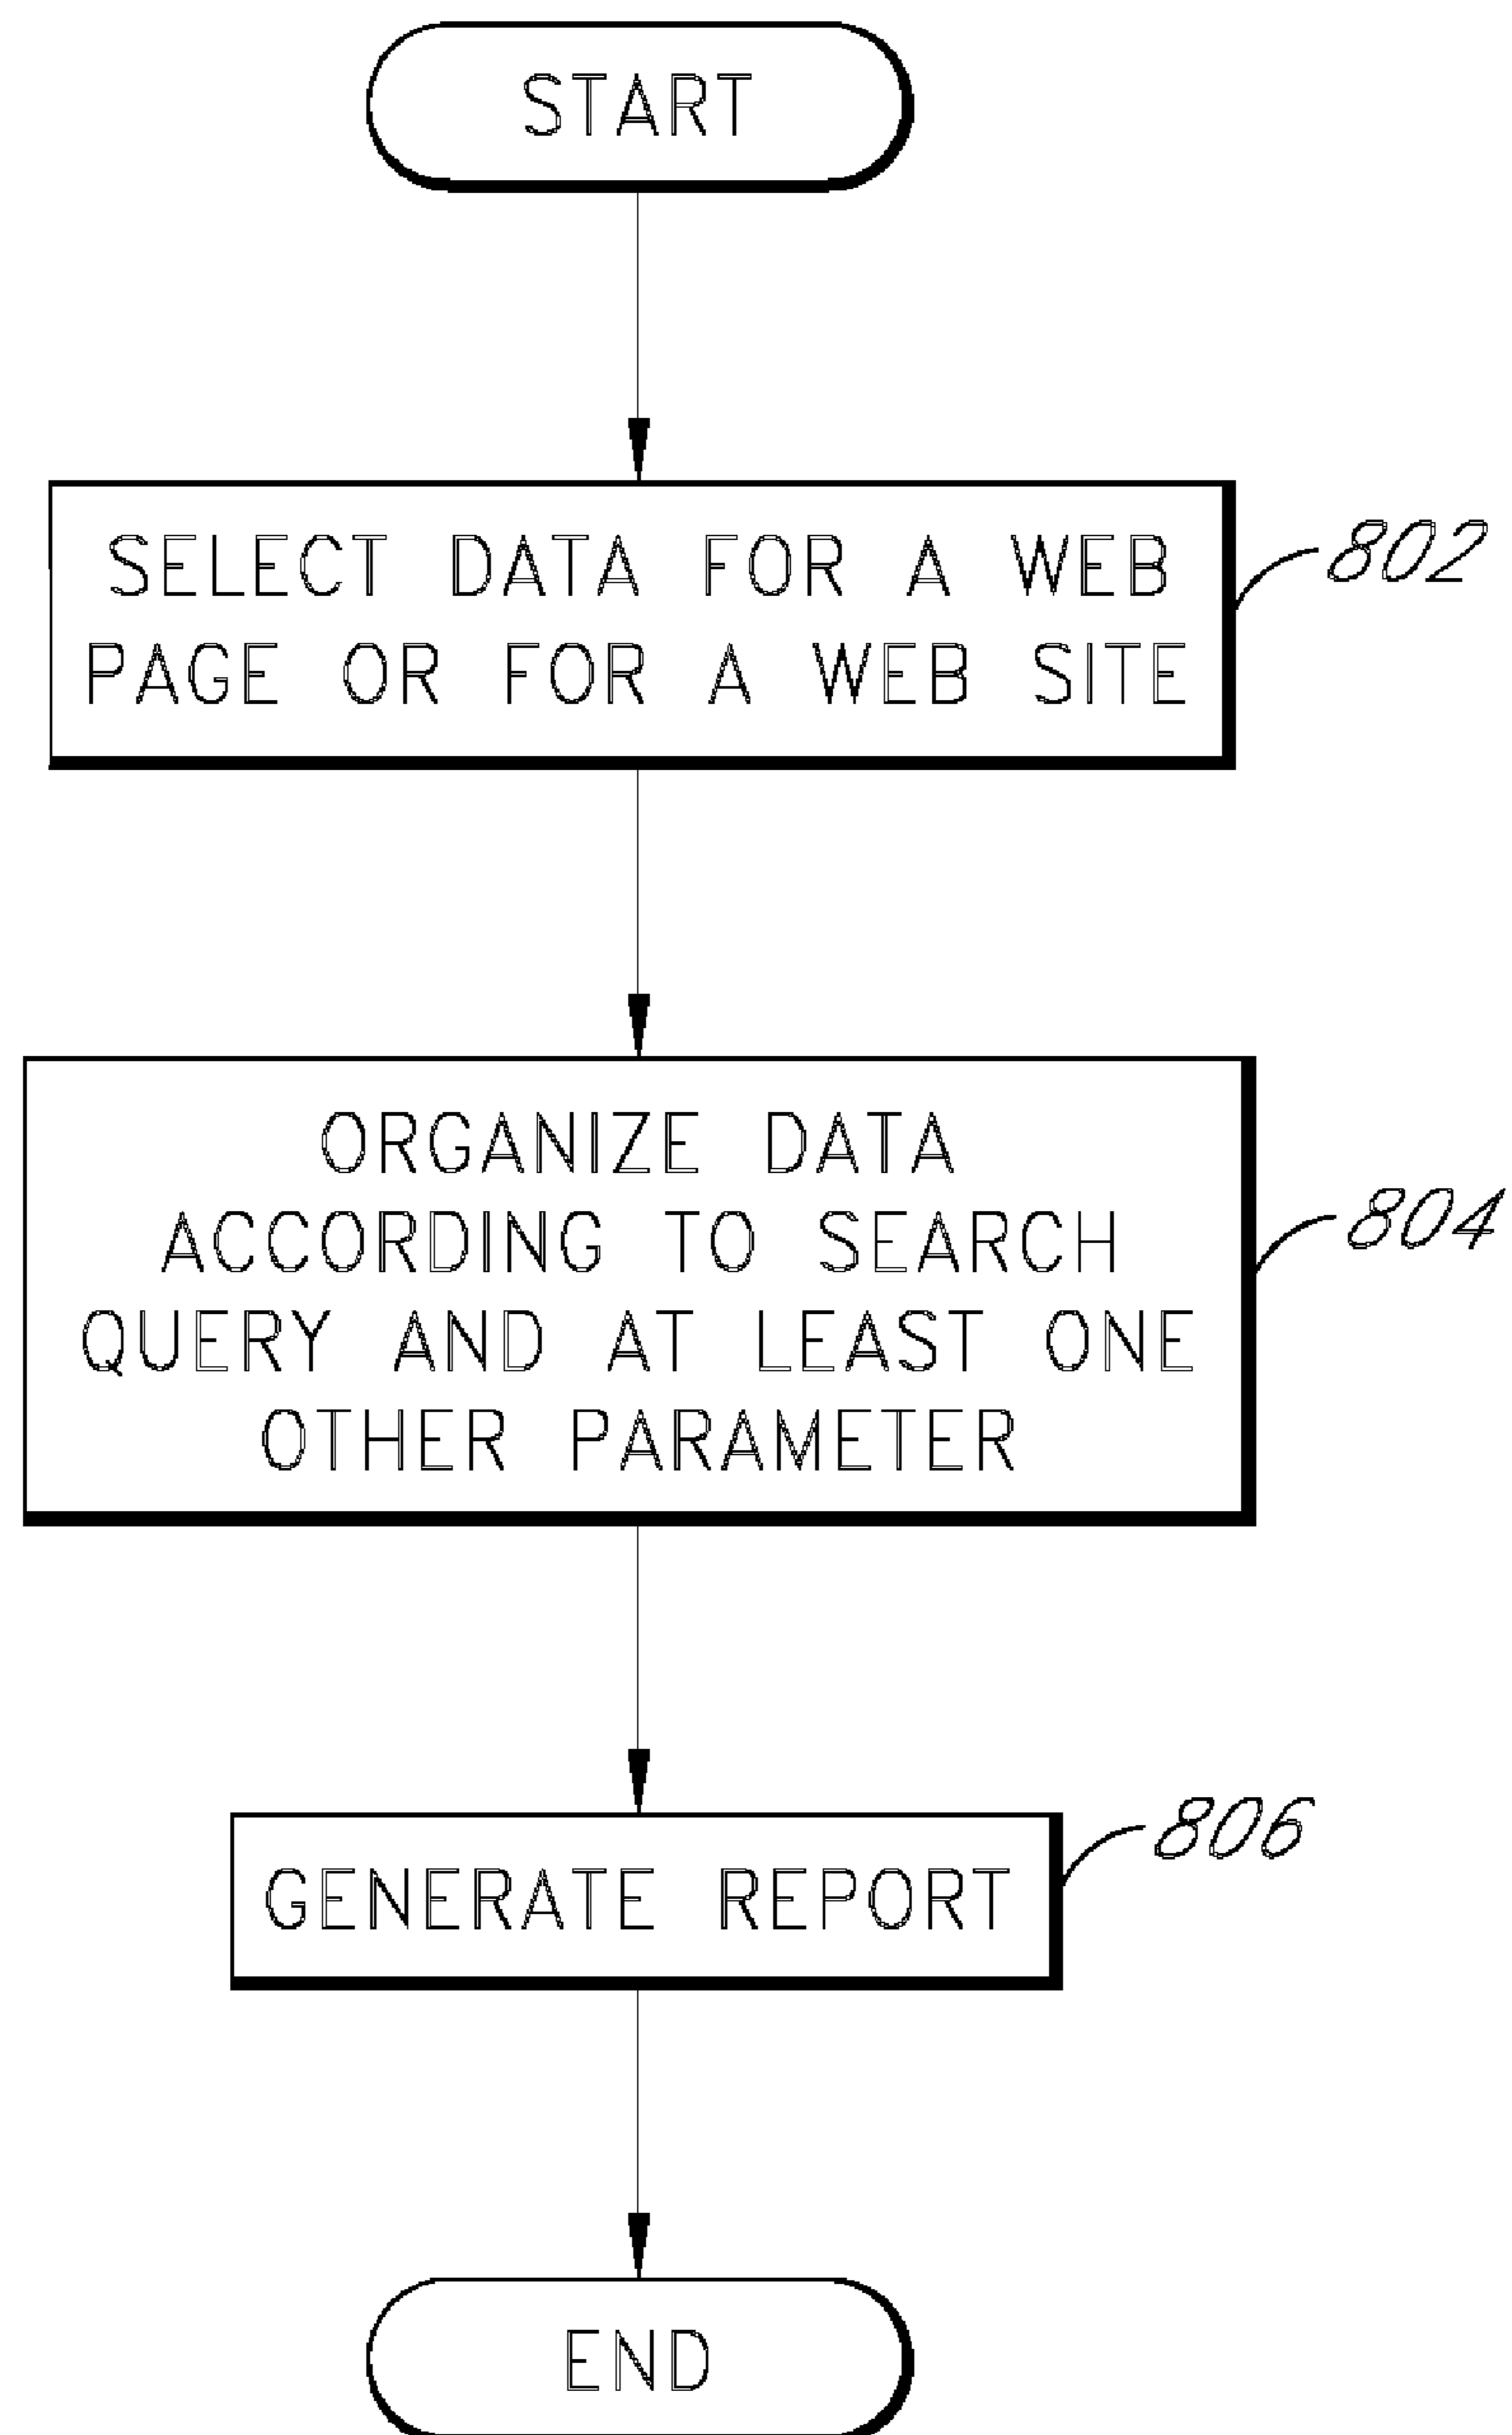 START
SELECT DATA FOR A WEB
PAGE OR FOR A WEB SITE
802
ORGANIZE DATA
ACCORDING TO SEARCH
QUERY AND AT LEAST ONE
OTHER PARAMETER
804
GENERATE REPORT
806
END